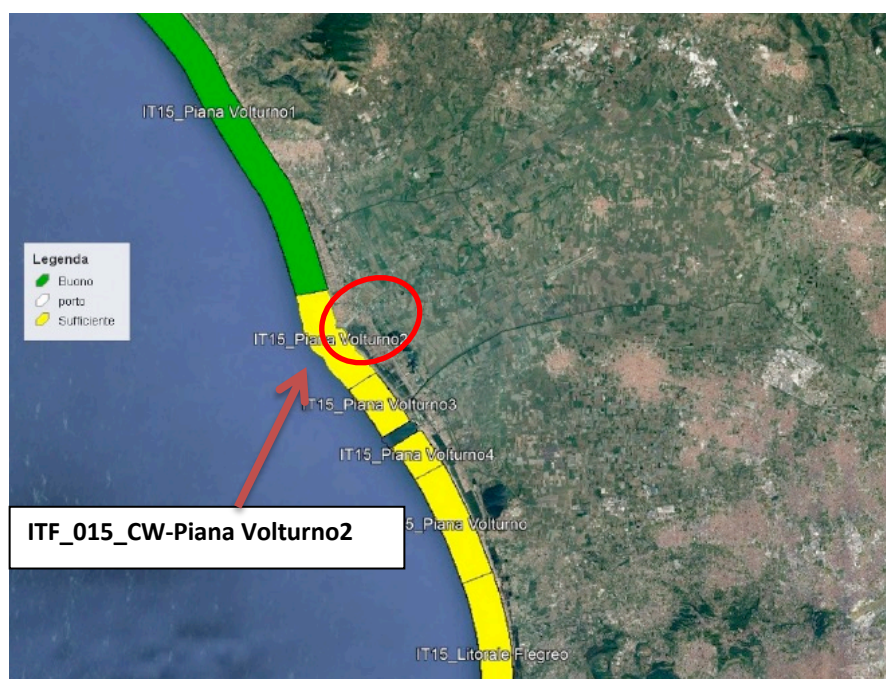 IT15_Piana Volturno1
Legenda
Buono
porto
Sufficiente
IT15_Piana Volturno2
IT15_Piana Volturno3
IT15_Piana Volturno4
ITF_015_CW-Piana Volturno2
5_Piana Volturno
IT15_Litorale Flegreo